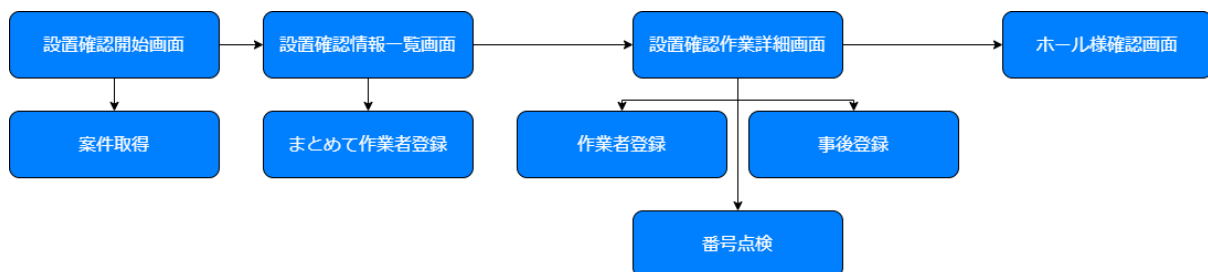 設置確認開始画面
設置確認情報一覧画面
設置確認作業詳細画面
ホール様確認画面
案件取得
まとめて作業者登録
作業者登録
事後登録
番号点検